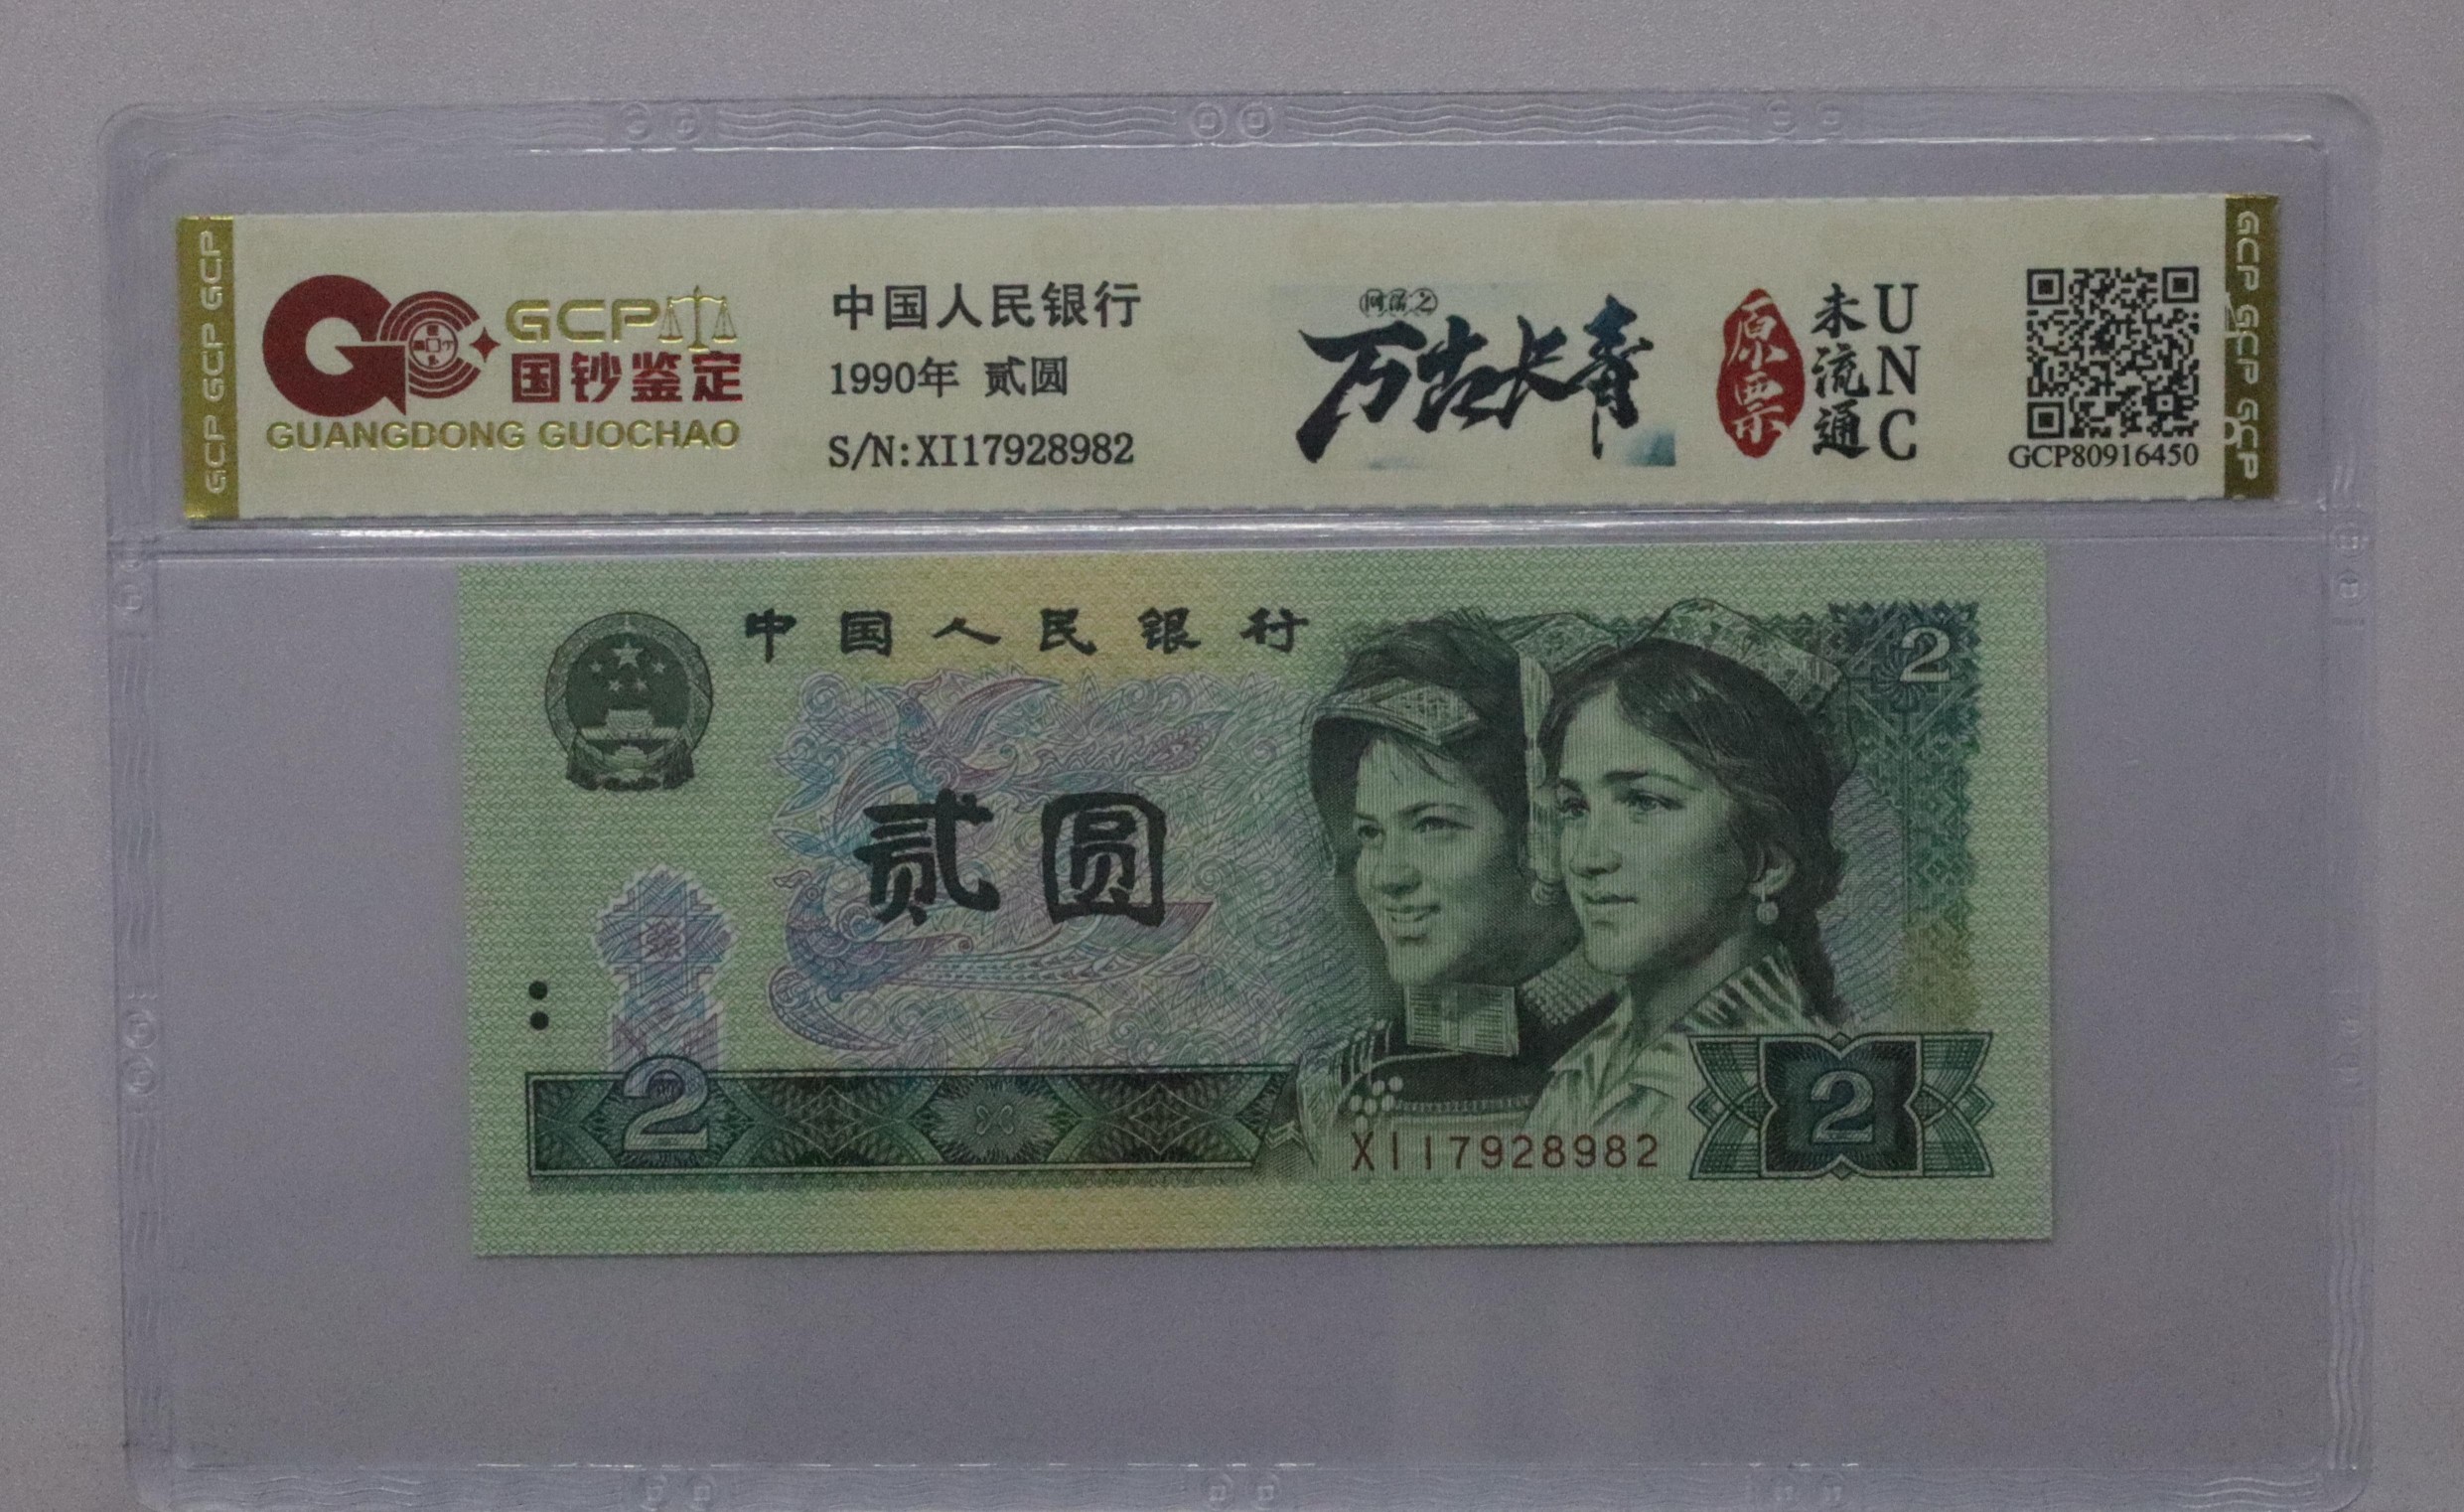 GCP GCP GCP
GCP
国钞鉴定
GUANGDONG GUOCHAO
中国人民银行
1990年 贰圆
S/N:XI17928982
万古长青
原票
未流通
UNC
GCP80916450
GCP GCP GCP
中国人民银行
2
贰圆
2
XI17928982
2